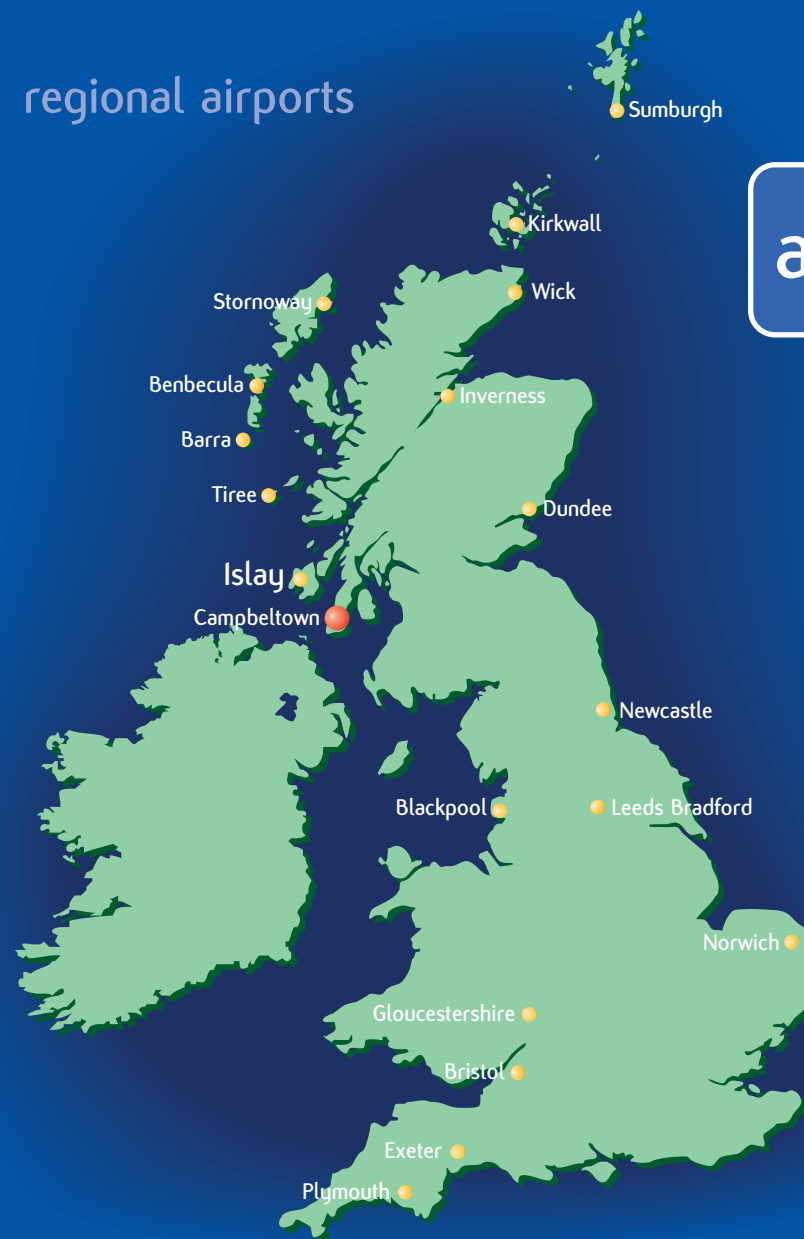 regional airports
Sumburgh
a
Kirkwall
Wick
Stornoway
Benbecula
Inverness
Barra
Tiree
Dundee
Islay
Campbeltown
Newcastle
Blackpool
Leeds Bradford
Norwich
Gloucestershire
Bristol
Exeter
Plymouth